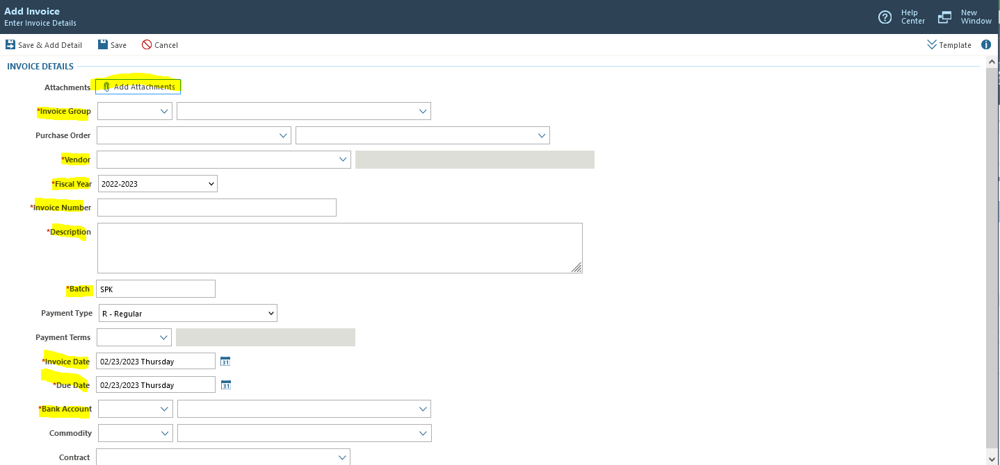 Add Invoice
Enter Invoice Details
Help Center
New Window
Save & Add Detail
Save
Cancel
Template
INVOICE DETAILS
Attachments Add Attachments
*Invoice Group
Purchase Order
*Vendor
*Fiscal Year 2022-2023
*Invoice Number
*Description
*Batch SPK
Payment Type R - Regular
Payment Terms
*Invoice Date 02/23/2023 Thursday 31
*Due Date 02/23/2023 Thursday 31
*Bank Account
Commodity
Contract